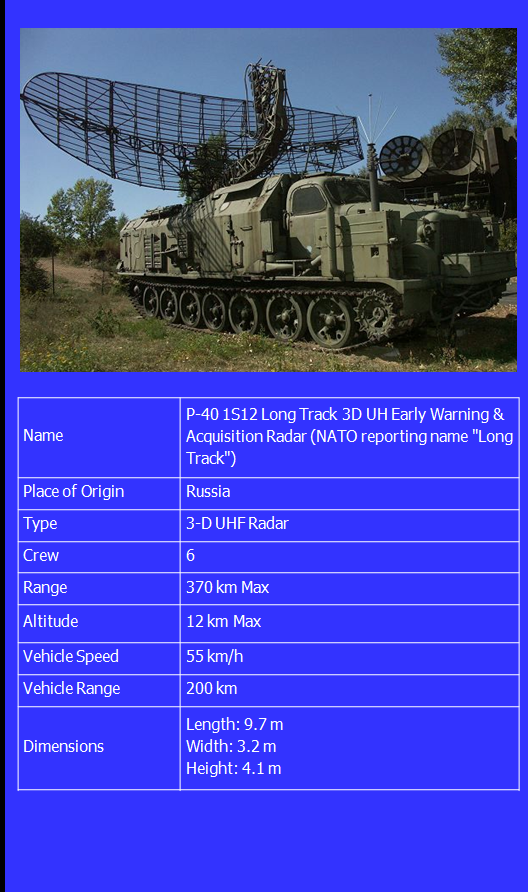 Name
P-40 1S12 Long Track 3D UH Early Warning &
Acquisition Radar (NATO reporting name "Long
Track")
Place of Origin
Russia
Type
3-D UHF Radar
Crew
6
Range
370 km Max
Altitude
12 km Max
Vehicle Speed
55 km/h
Vehicle Range
200 km
Dimensions
Length: 9.7 m
Width: 3.2 m
Height: 4.1 m